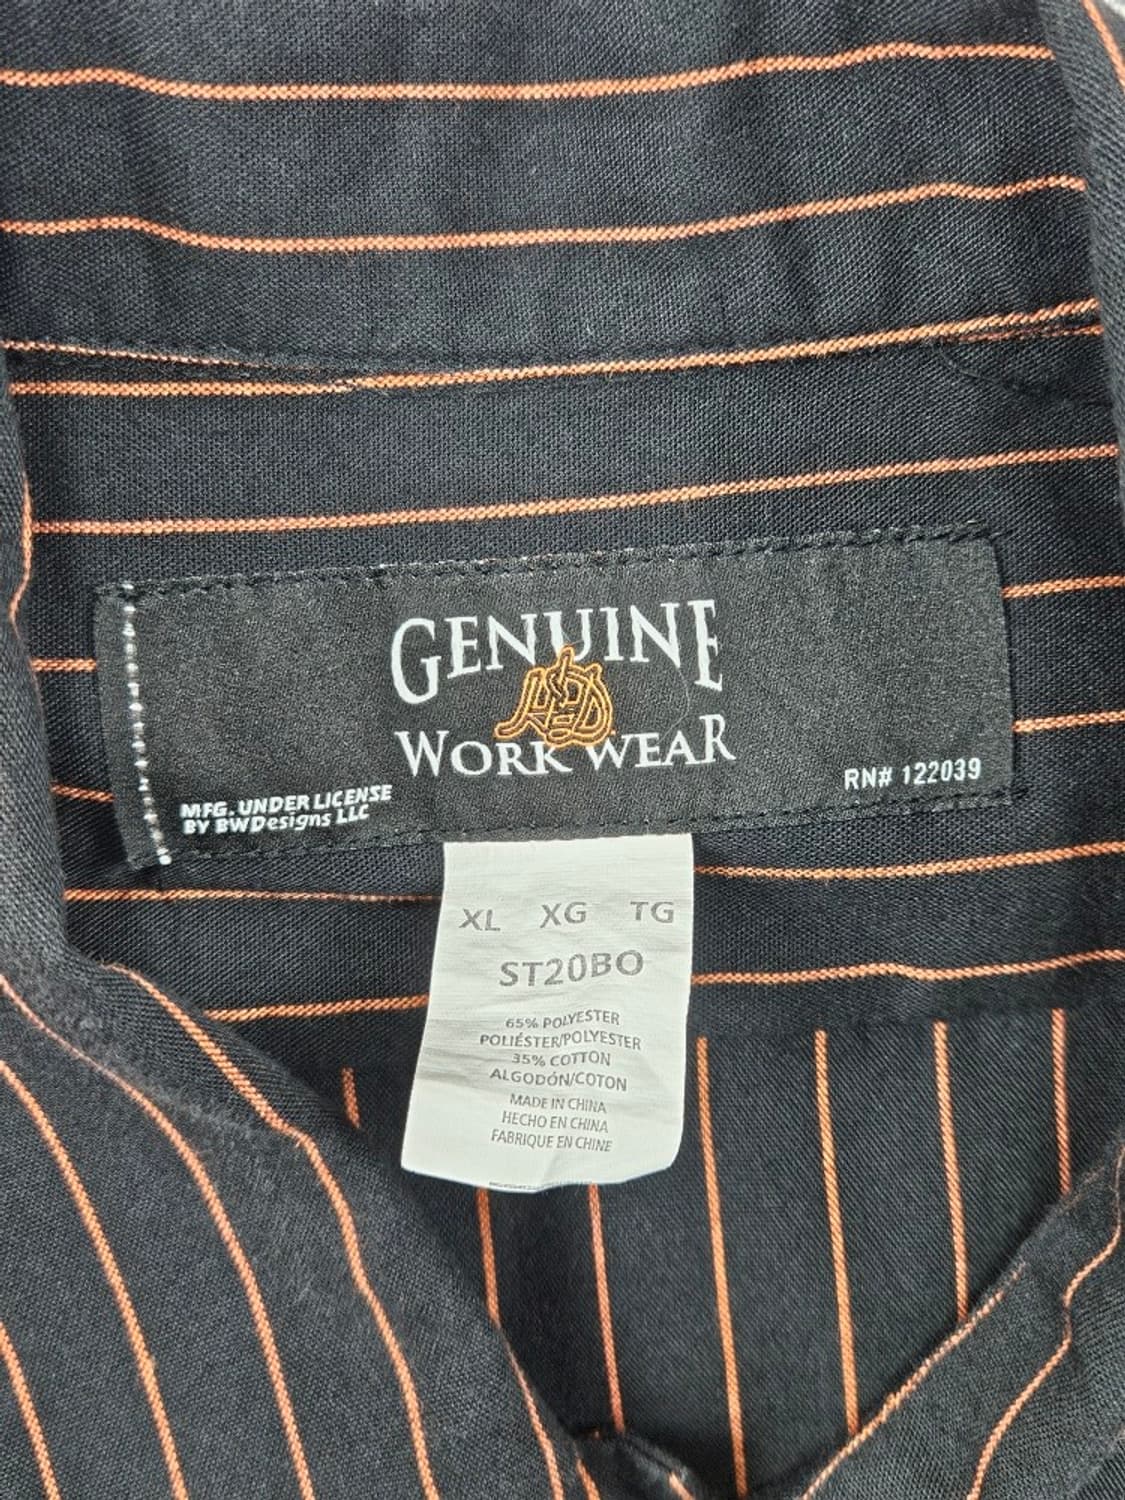 GENUINE
WORK WEAR
MFG. UNDER LICENSE
BY BWDesigns LLC
RN# 122039
XL XG TG
ST20BO
65% POLYESTER
POLIÉSTER/POLYESTER
35% COTTON
ALGODÓN/COTON
MADE IN CHINA
HECHO EN CHINA
FABRIQUE EN CHINE